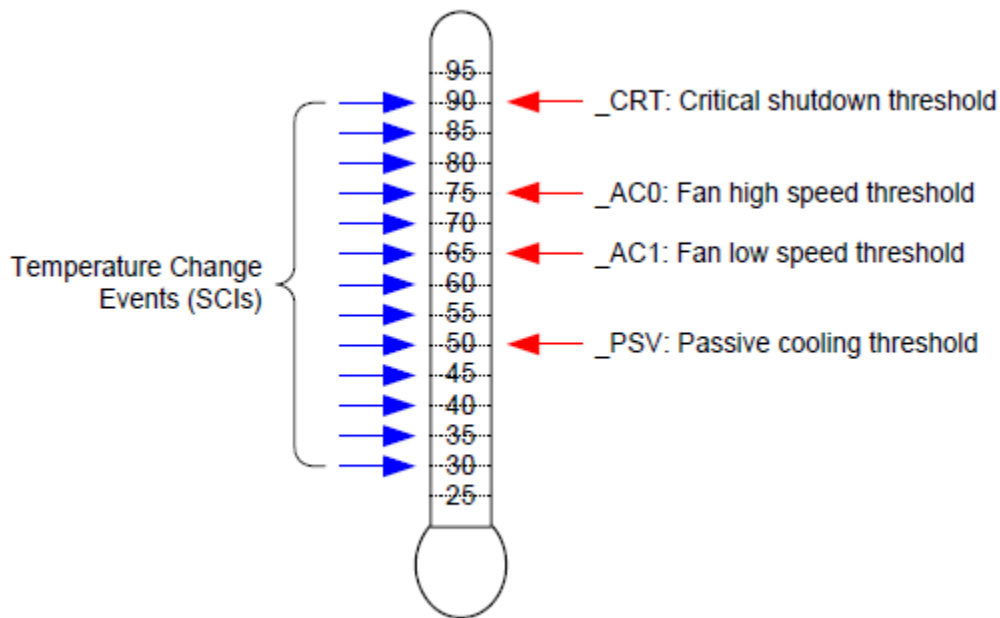 95
90
_CRT: Critical shutdown threshold
85
80
75
_AC0: Fan high speed threshold
70
65
_AC1: Fan low speed threshold
Temperature Change
Events (SCIs)
60
55
50
_PSV: Passive cooling threshold
45
40
35
30
25